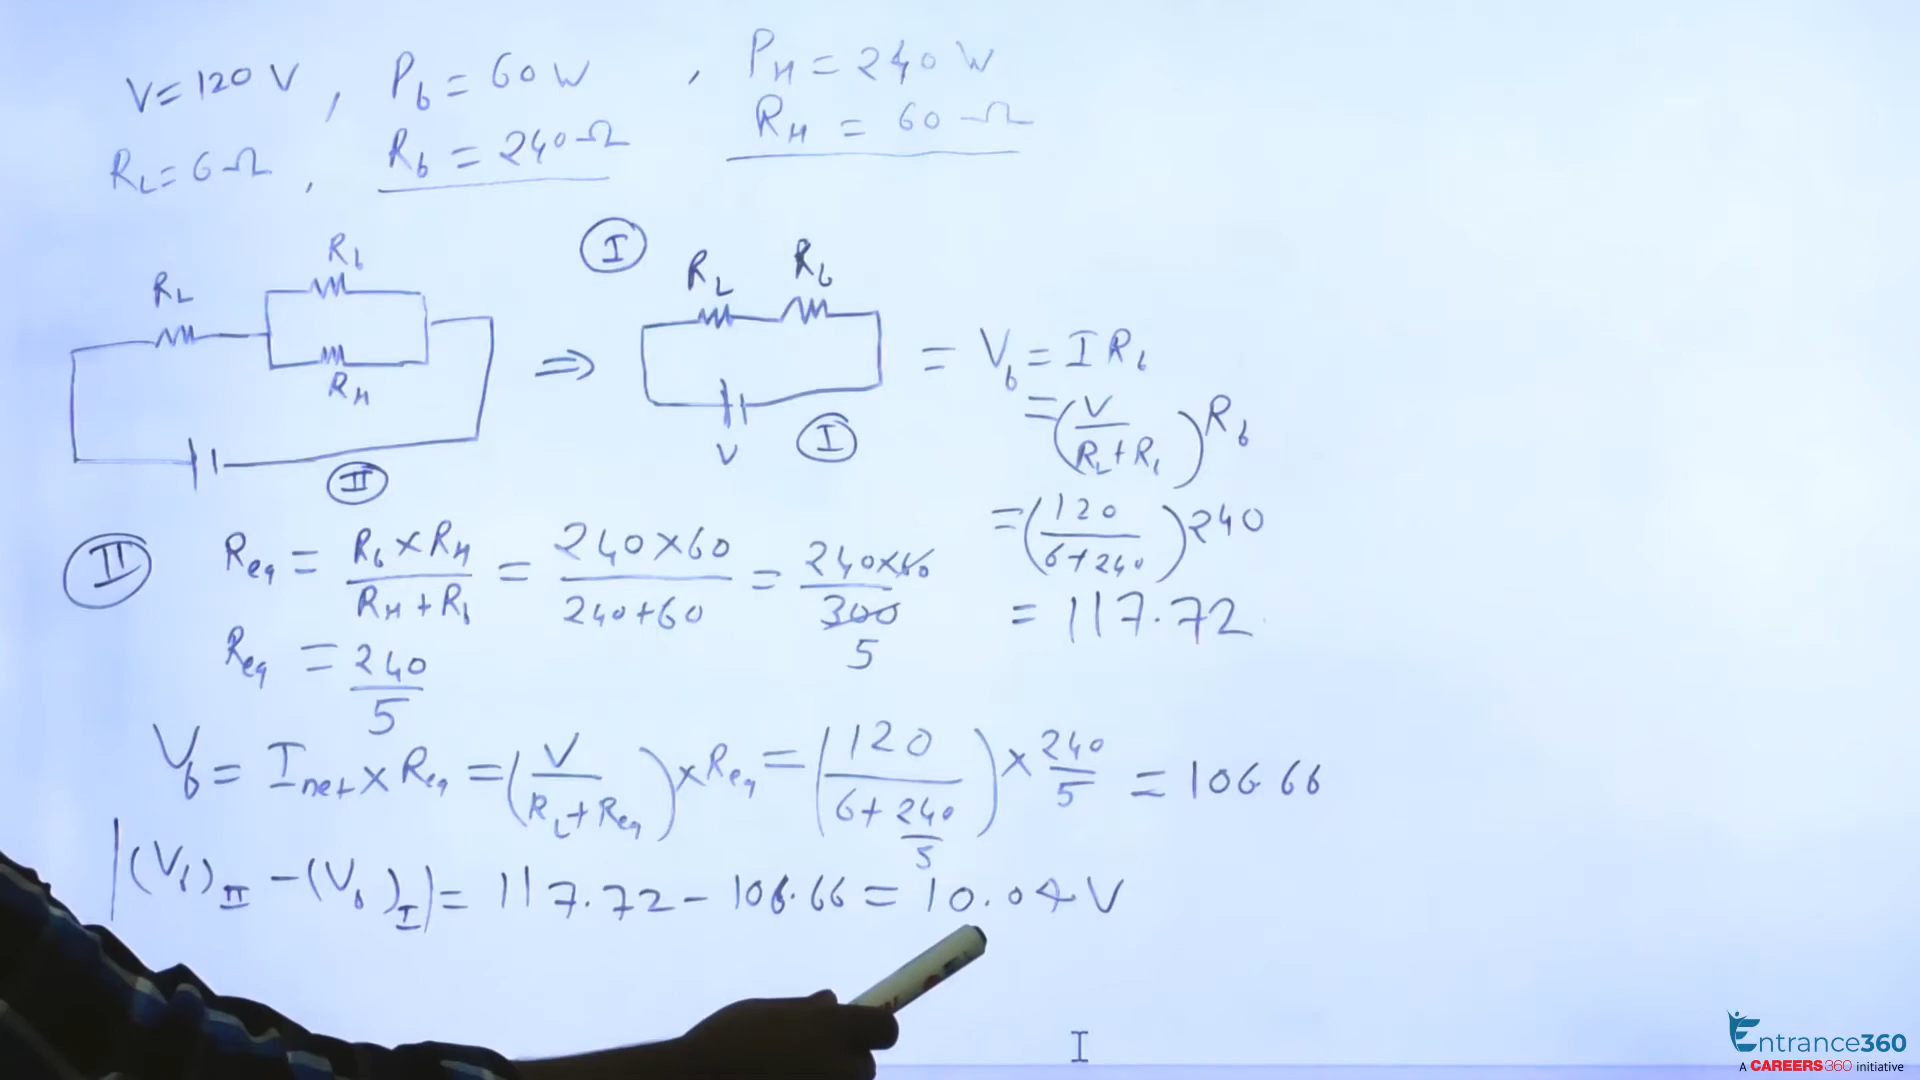 V = 120 V , P_b = 60 W , P_H = 240 W
R_L = 6 Ω , R_b = 240 Ω R_H = 60 Ω
I
R_L R_b R_H ⇒ R_L R_b V
II I
= V_b = I R_b
= (V / (R_L + R_b)) R_b
= (120 / (6 + 240)) 240
= 117.72
II R_eq = (R_b × R_H) / (R_H + R_b) = (240 × 60) / (240 + 60) = (240 × 60) / 300 5
R_eq = 240 / 5
V_b = I_net × R_eq = (V / (R_L + R_eq)) × R_eq = (120 / (6 + 240/5)) × 240/5 = 106.66
|(V_b)_II - (V_b)_I| = 117.72 - 106.66 = 10.04 V
I
Entrance360
A CAREERS360 initiative